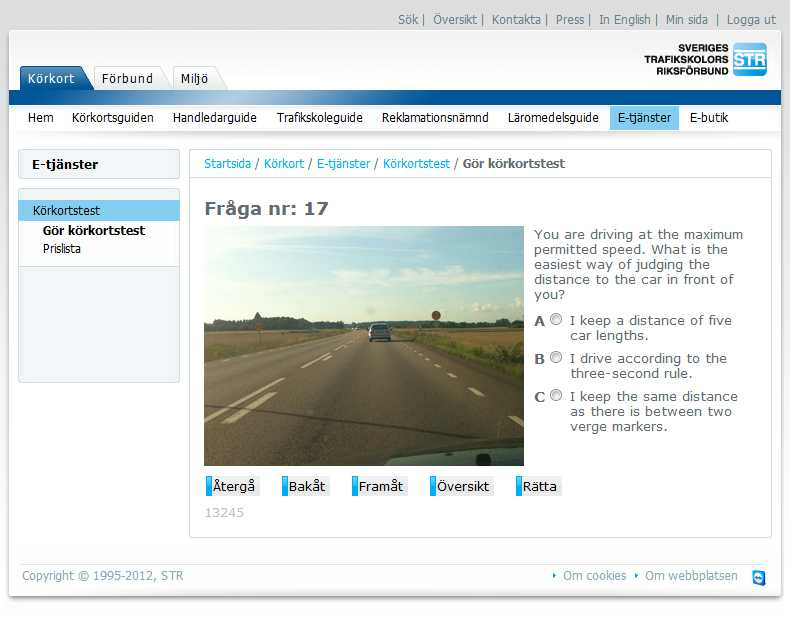 Sök | Översikt | Kontakta | Press | In English | Min sida | Logga ut
SVERIGES
TRAFIKSKOLORS
RIKSFÖRBUND
STR
Körkort Förbund Miljö
Hem Körkortsguiden Handledarguide Trafikskoleguide Reklamationsnämnd Läromedelsguide E-tjänster E-butik
E-tjänster
Körkortstest
Gör körkortstest
Prislista
Startsida / Körkort / E-tjänster / Körkortstest / Gör körkortstest
Fråga nr: 17
You are driving at the maximum
permitted speed. What is the
easiest way of judging the
distance to the car in front of
you?
A I keep a distance of five
car lengths.
B I drive according to the
three-second rule.
C I keep the same distance
as there is between two
verge markers.
Återgå Bakåt Framåt Översikt Rätta
13245
Copyright © 1995-2012, STR
Om cookies Om webbplatsen